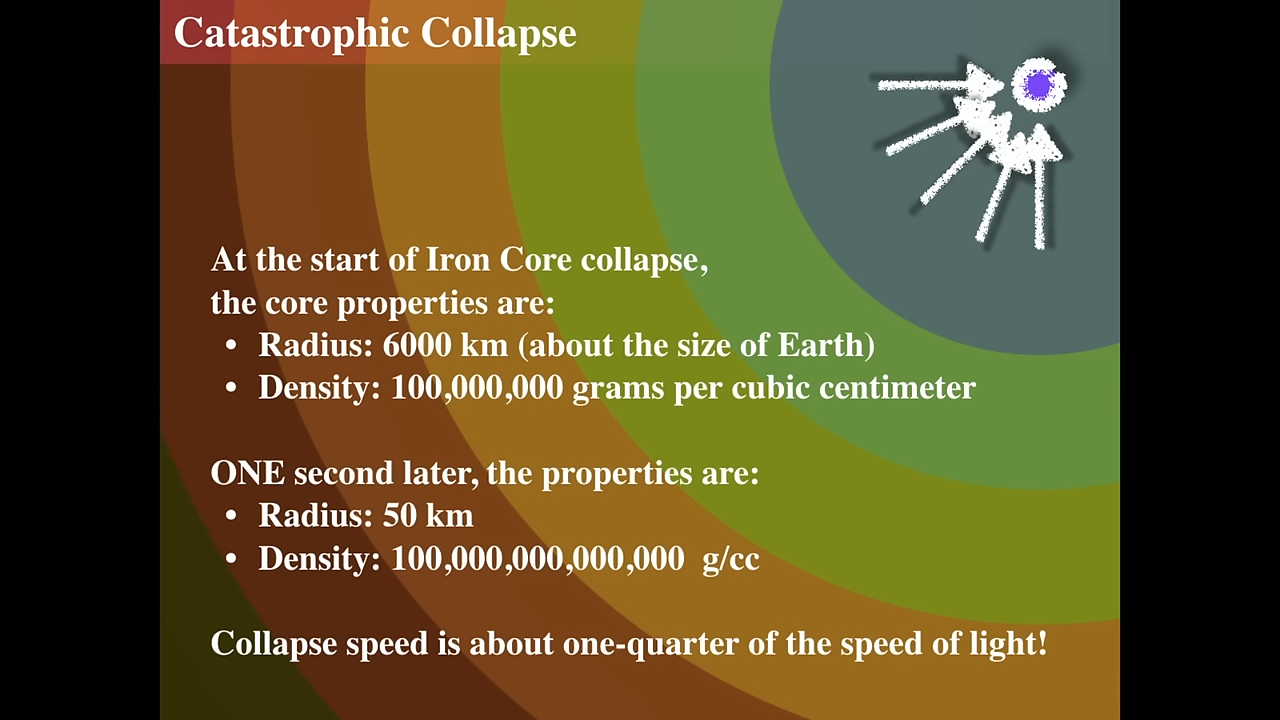 Catastrophic Collapse
At the start of Iron Core collapse,
the core properties are:
• Radius: 6000 km (about the size of Earth)
• Density: 100,000,000 grams per cubic centimeter
ONE second later, the properties are:
• Radius: 50 km
• Density: 100,000,000,000,000 g/cc
Collapse speed is about one-quarter of the speed of light!